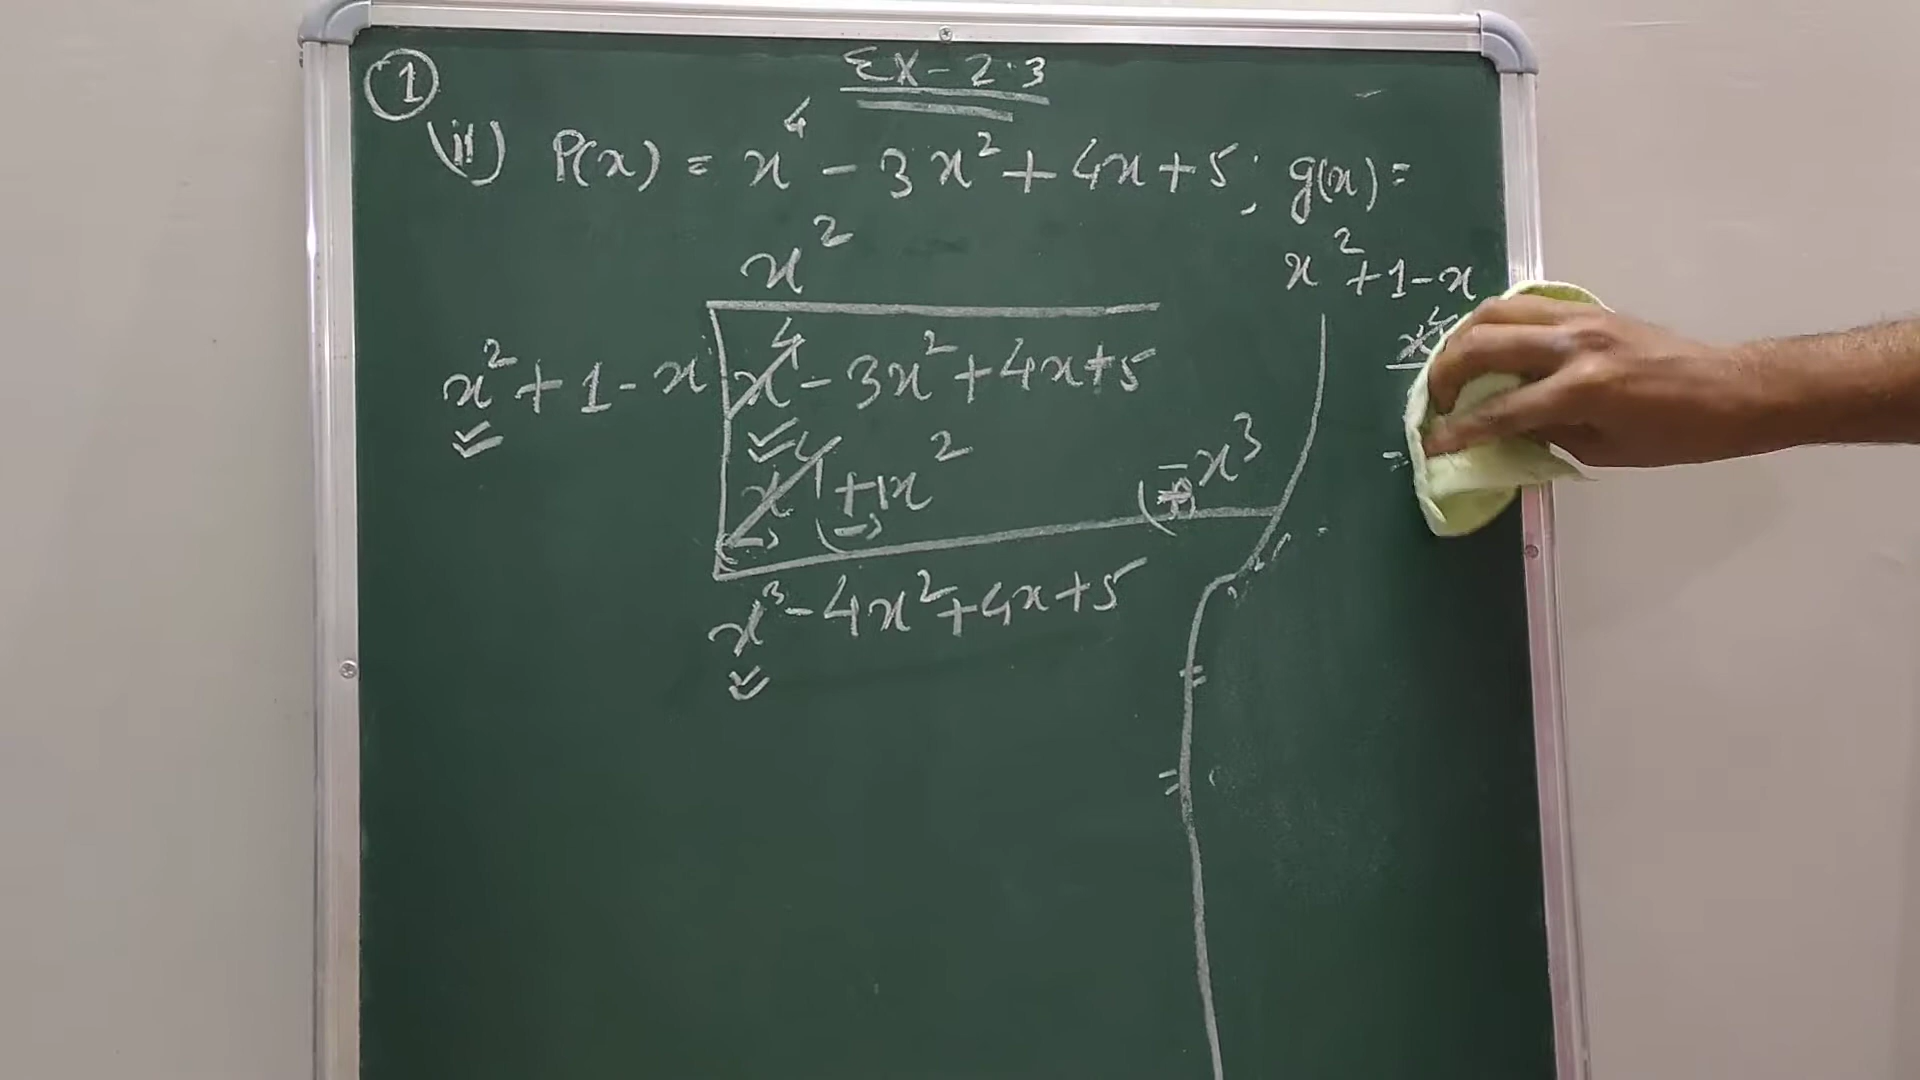 Ex-2.3
1
(ii) P(x) = x⁴ - 3x² + 4x + 5 ; g(x) =
x² + 1 - x
x²
x² + 1 - x x⁴ - 3x² + 4x + 5
x⁴ + 1x² - x³
(-) (-) (+)
x³ - 4x² + 4x + 5
=
=
=